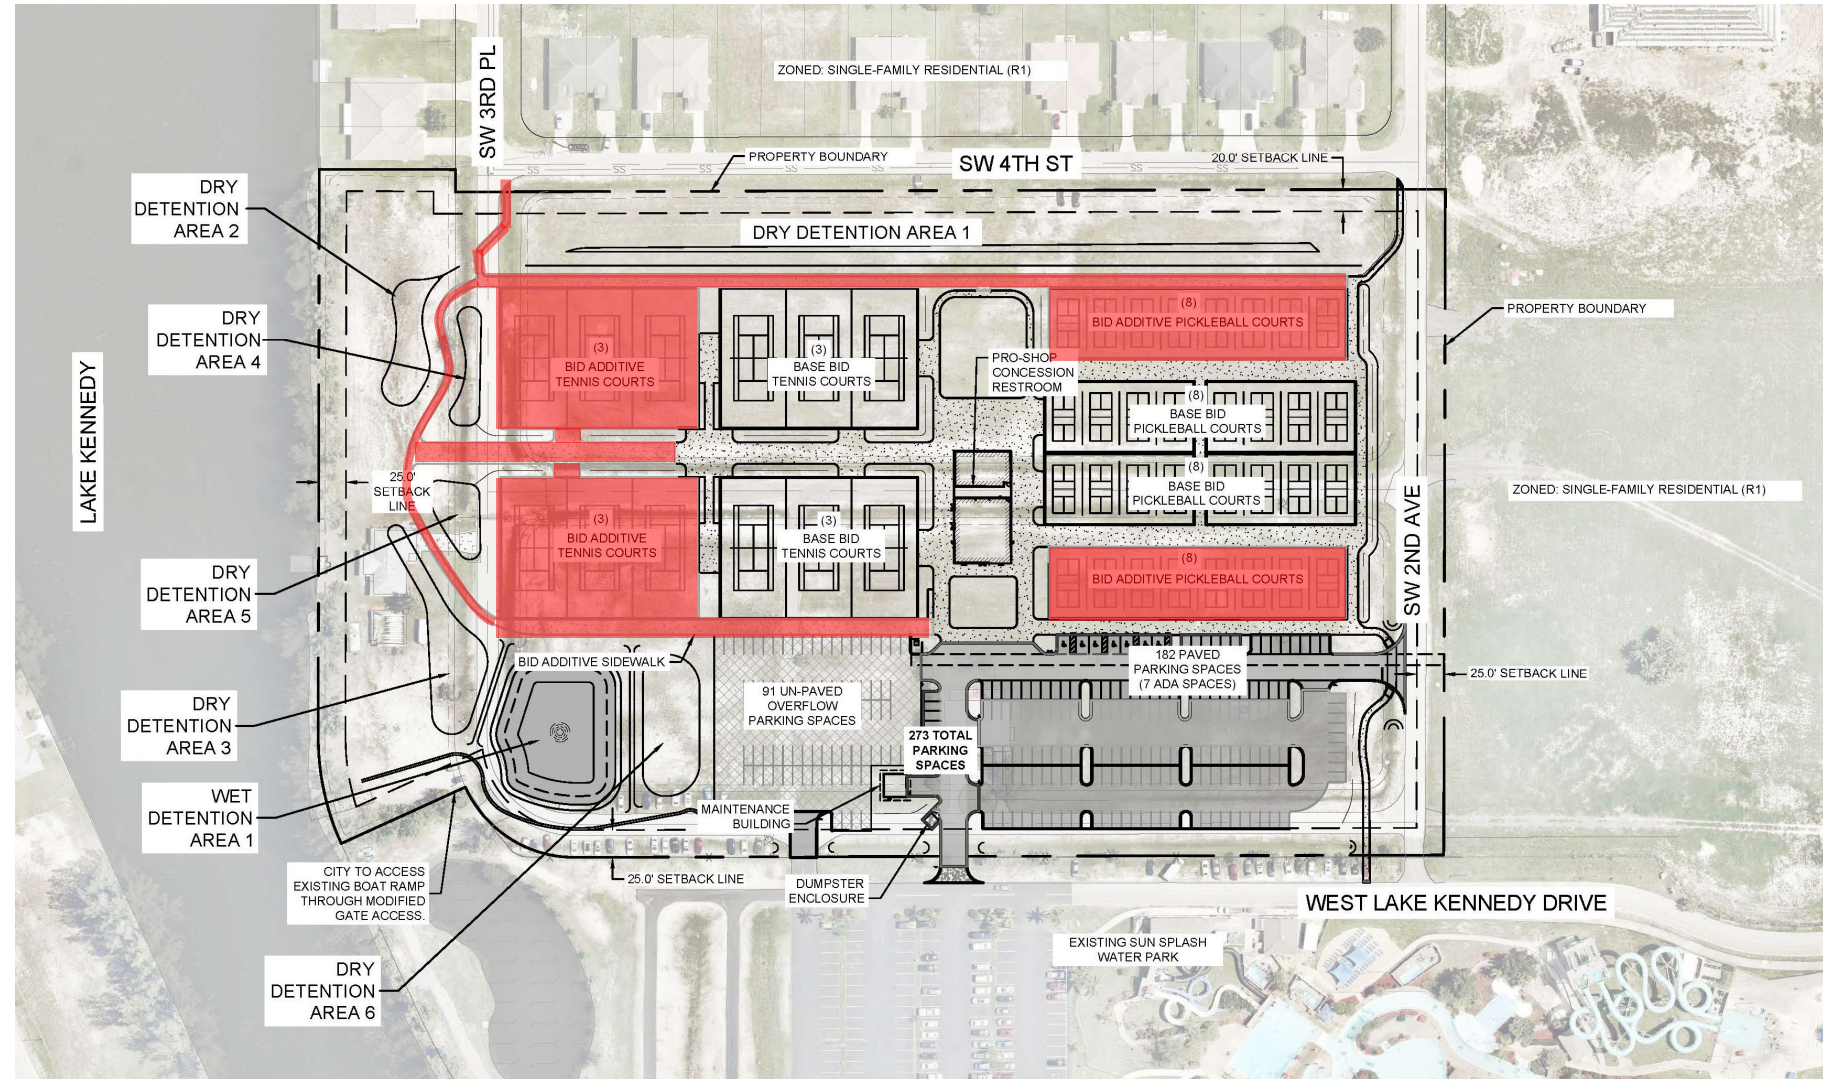 SW 3RD PL
ZONED: SINGLE-FAMILY RESIDENTIAL (R1)
PROPERTY BOUNDARY
SW 4TH ST
20.0' SETBACK LINE
SS
SS
SS
SS
SS
SS
DRY
DETENTION
AREA 2
DRY DETENTION AREA 1
DRY
DETENTION
AREA 4
LAKE KENNEDY
(3)
BID ADDITIVE
TENNIS COURTS
(3)
BASE BID
TENNIS COURTS
(8)
BID ADDITIVE PICKLEBALL COURTS
PROPERTY BOUNDARY
PRO-SHOP
CONCESSION
RESTROOM
(8)
BASE BID
PICKLEBALL COURTS
(8)
BASE BID
PICKLEBALL COURTS
25.0'
SETBACK
LINE
ZONED: SINGLE-FAMILY RESIDENTIAL (R1)
(3)
BID ADDITIVE
TENNIS COURTS
(3)
BASE BID
TENNIS COURTS
(8)
BID ADDITIVE PICKLEBALL COURTS
SW 2ND AVE
DRY
DETENTION
AREA 5
BID ADDITIVE SIDEWALK
182 PAVED
PARKING SPACES
(7 ADA SPACES)
25.0' SETBACK LINE
91 UN-PAVED
OVERFLOW
PARKING SPACES
DRY
DETENTION
AREA 3
273 TOTAL
PARKING
SPACES
WET
DETENTION
AREA 1
MAINTENANCE
BUILDING
CITY TO ACCESS
EXISTING BOAT RAMP
THROUGH MODIFIED
GATE ACCESS.
25.0' SETBACK LINE
DUMPSTER
ENCLOSURE
WEST LAKE KENNEDY DRIVE
EXISTING SUN SPLASH
WATER PARK
DRY
DETENTION
AREA 6